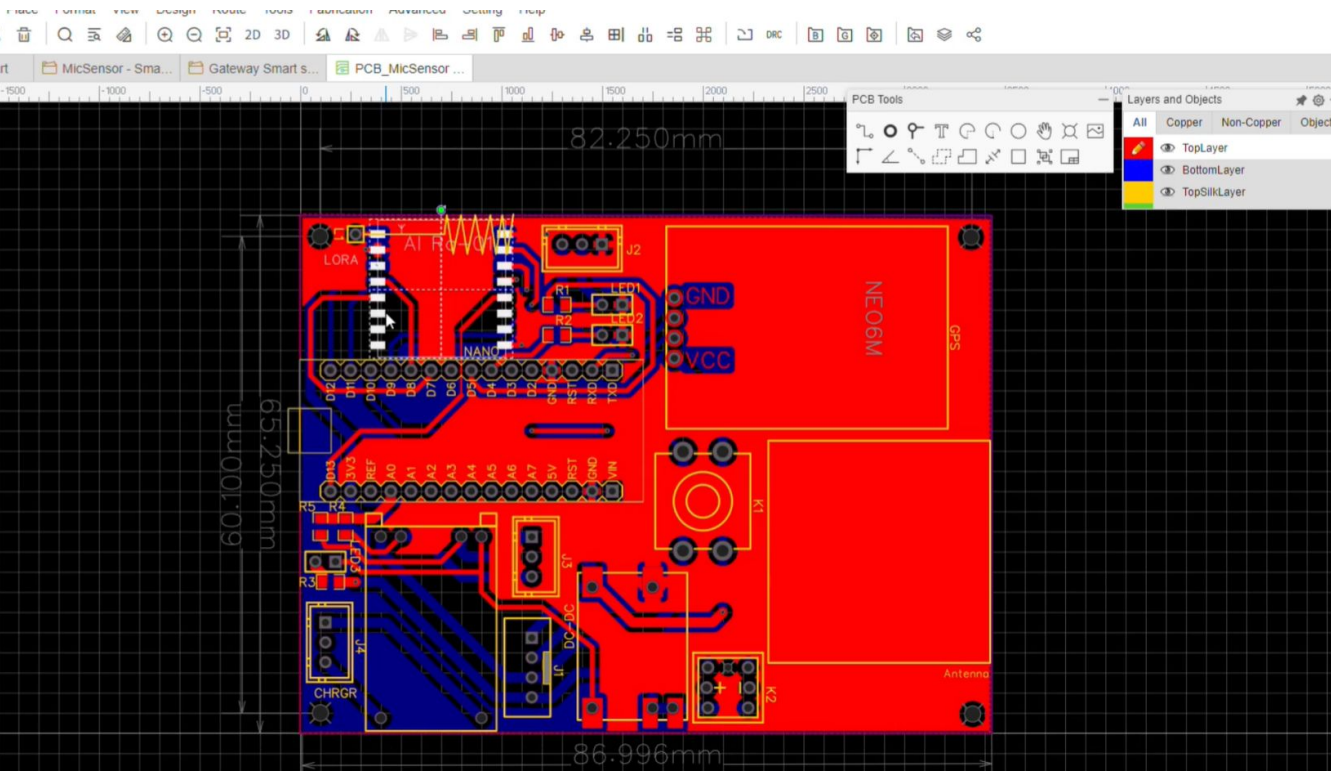 Place Format View Design Route Tools Fabrication Advanced Setting Help
2D 3D DRC B G
rt MicSensor - Sma... Gateway Smart s... PCB_MicSensor ...
-1500 -1000 -500 0 500 1000 1500 2000 2500
PCB Tools
Layers and Objects
All Copper Non-Copper Object
TopLayer
BottomLayer
TopSilkLayer
82.250mm
L1
LORA
J2
R1 LED1
R2 LED2
GND
VCC
NEO6M
GPS
NANO
D12 D11 D10 D9 D8 D7 D6 D5 D4 D3 D2 GND RST RXD TXD
60.100mm
65.250mm
D13 3V3 REF A0 A1 A2 A3 A4 A5 A6 A7 5V RST GND VIN
K1
R5 R4
LED3
R3
J3
J4
CHRGR
J1
DC-DC
K2
Antenna
86.996mm